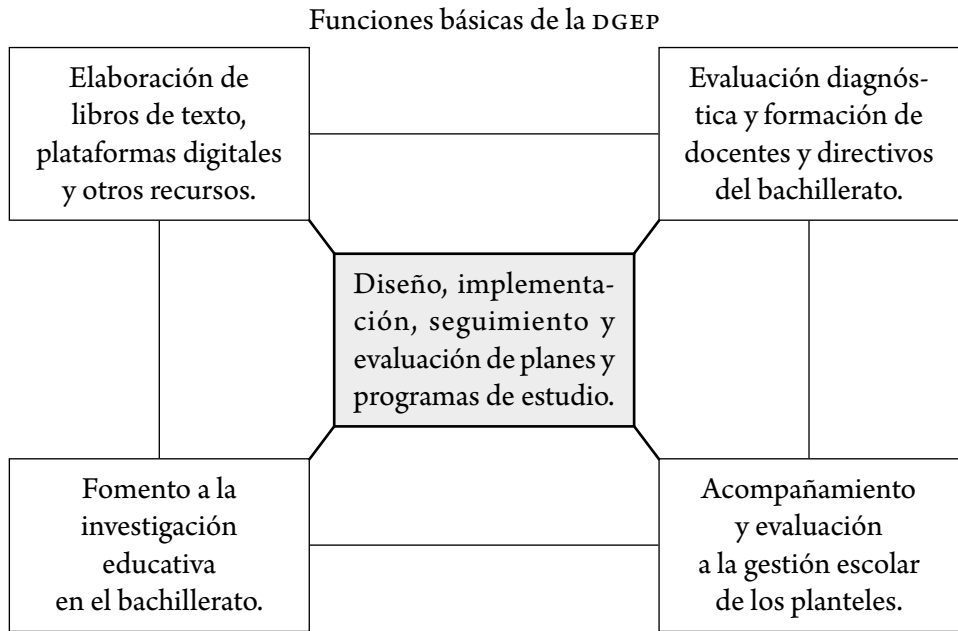 Funciones básicas de la DGEP
Elaboración de
libros de texto,
plataformas digitales
y otros recursos.
Evaluación diagnós-
tica y formación de
docentes y directivos
del bachillerato.
Diseño, implementa-
ción, seguimiento y
evaluación de planes y
programas de estudio.
Fomento a la
investigación
educativa
en el bachillerato.
Acompañamiento
y evaluación
a la gestión escolar
de los planteles.